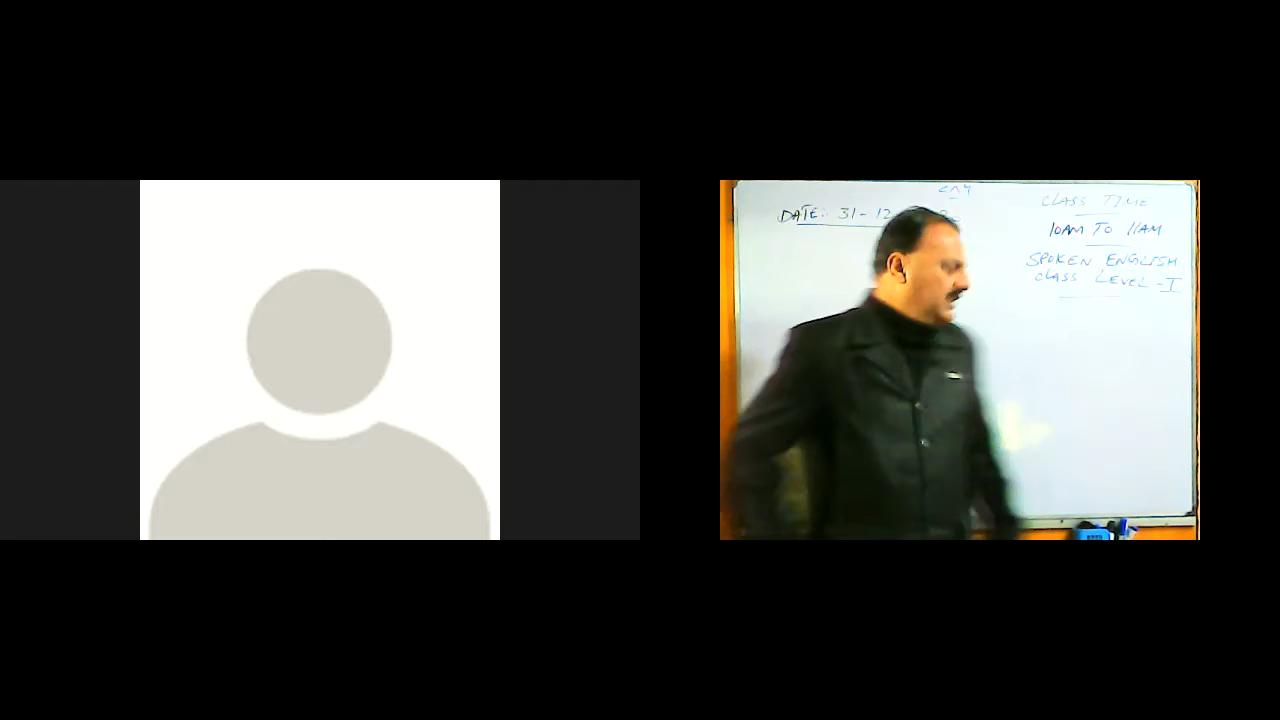 DATE: 31-12
CLASS TIME
10AM TO 11AM
SPOKEN ENGLISH
CLASS LEVEL-I